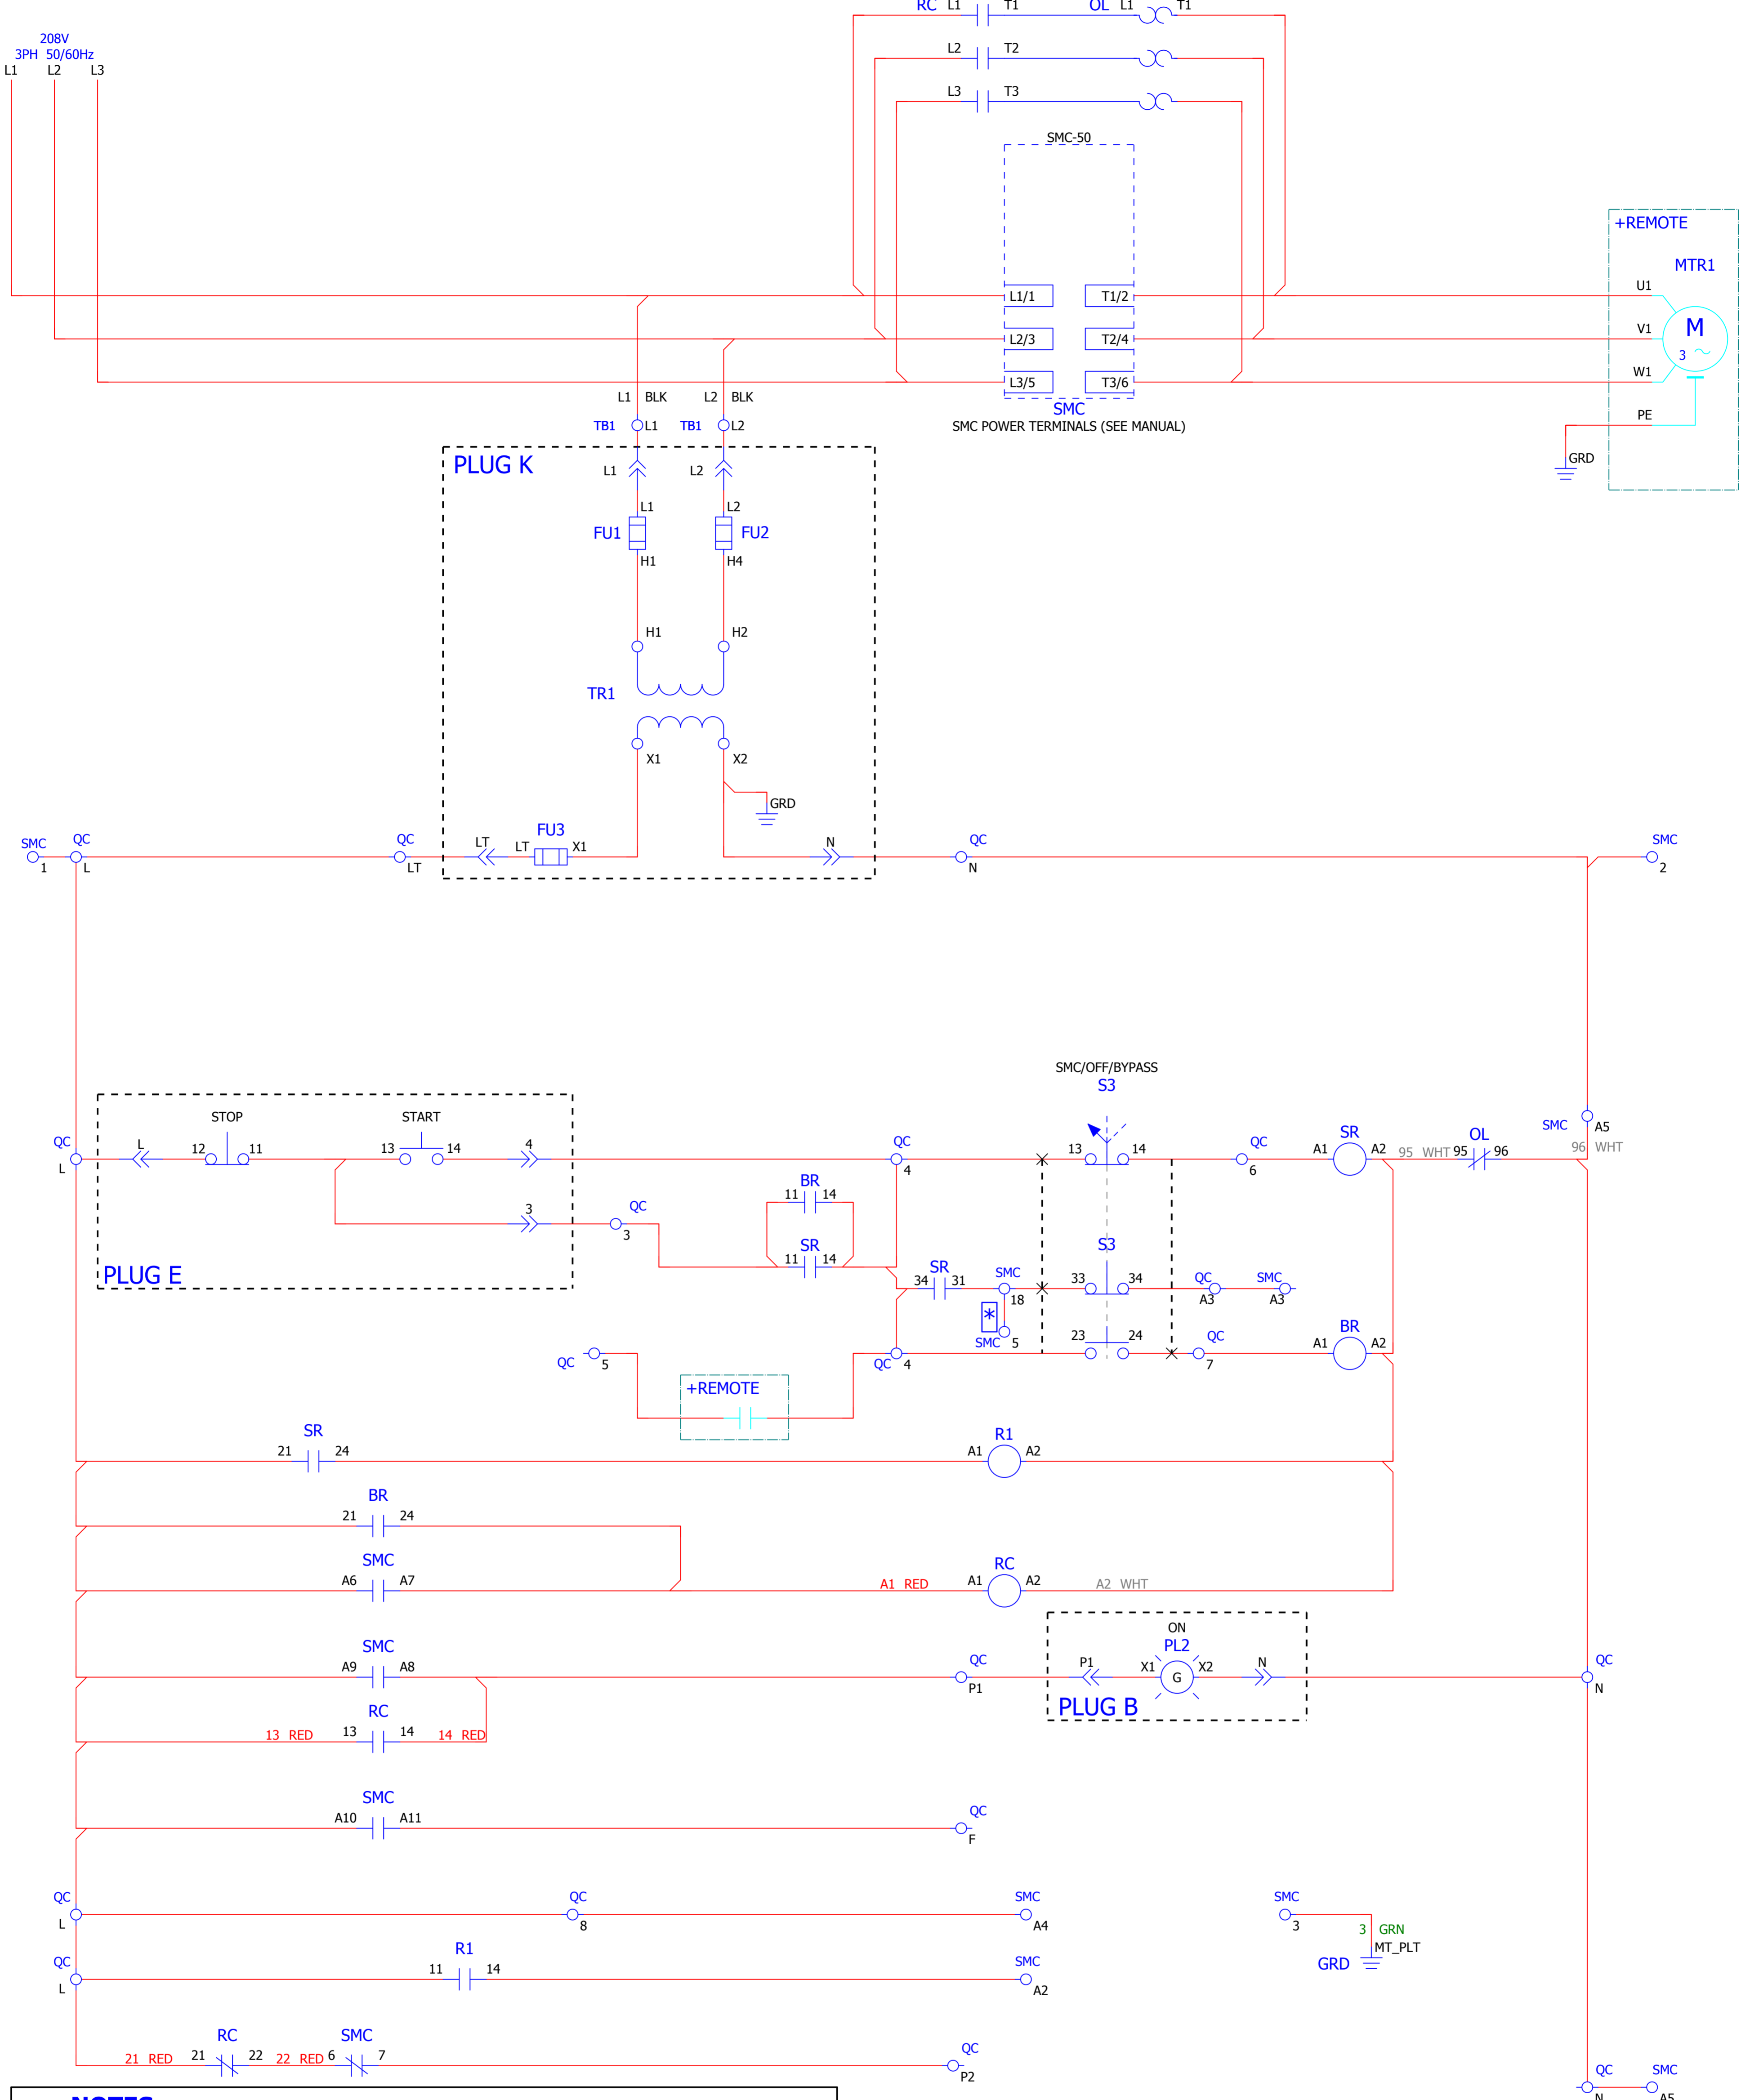 RC L1 T1 OL L1 T1
208V
3PH 50/60Hz
L1 L2 L3
L2 T2
L3 T3
SMC-50
+REMOTE
MTR1
L1/1 T1/2 U1
L2/3 T2/4 V1 M
3
L3/5 T3/6 W1
L1 BLK L2 BLK
SMC
PE
TB1 L1 TB1 L2
SMC POWER TERMINALS (SEE MANUAL)
GRD
PLUG K
L1 L2
L1 L2
FU1 FU2
H1 H4
H1 H2
TR1
X1 X2
GRD
FU3
SMC QC QC LT LT X1 N QC SMC
1 L LT N 2
SMC/OFF/BYPASS
S3
STOP START
SMC A5
QC L 12 11 13 14 4 QC 13 14 QC SR OL
L 4 6 A1 A2 95 WHT 95 96 96 WHT
BR
11 14
3 QC
3
SR
11 14
S3
PLUG E
SR
34 31 SMC 33 34 QC SMC
18 A3 A3
*
SMC 5
23 24 QC BR
A1 A2
QC 5 QC 4 7
+REMOTE
SR R1
21 24 A1 A2
BR
21 24
SMC RC
A6 A7 A1 RED A1 A2 A2 WHT
ON
SMC PL2
A9 A8 QC P1 X1 G X2 N QC
P1 N
PLUG B
RC
13 RED 13 14 14 RED
SMC
A10 A11 QC
F
QC QC SMC SMC
L 8 A4 3
3 GRN
MT_PLT
GRD
QC R1 SMC
L 11 14 A2
RC SMC
21 RED 21 22 22 RED 6 7 QC
P2
QC SMC
N A5
NOTES